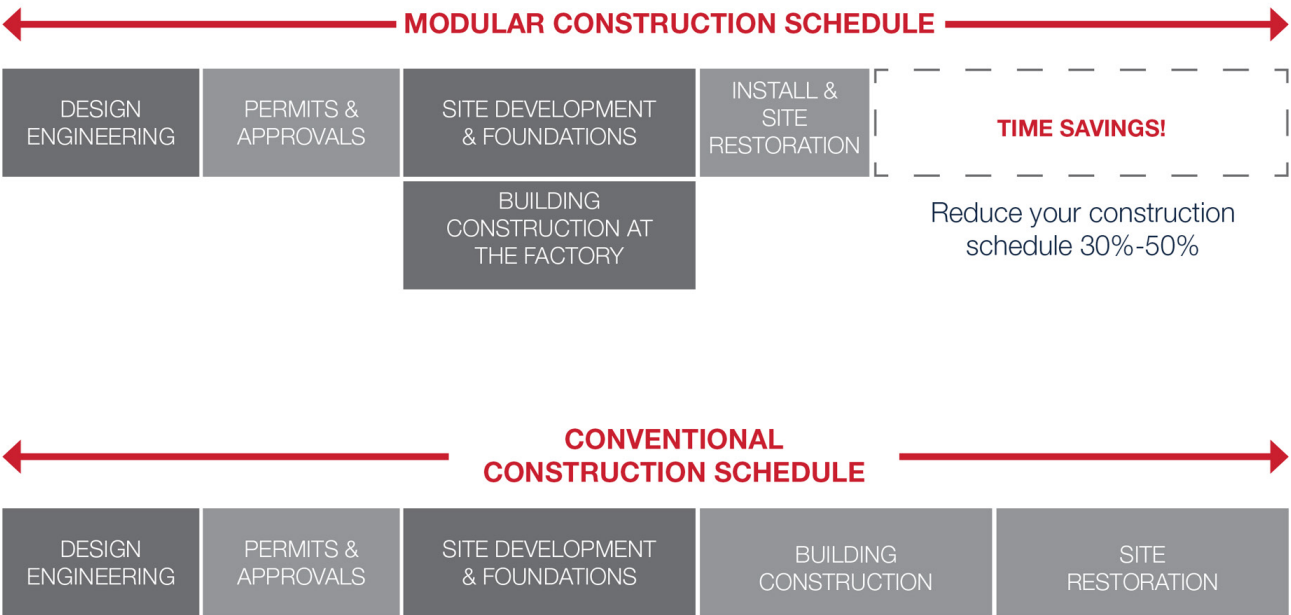 MODULAR CONSTRUCTION SCHEDULE
DESIGN
ENGINEERING
PERMITS &
APPROVALS
SITE DEVELOPMENT
& FOUNDATIONS
INSTALL &
SITE
RESTORATION
TIME SAVINGS!
BUILDING
CONSTRUCTION AT
THE FACTORY
Reduce your construction
schedule 30%-50%
CONVENTIONAL
CONSTRUCTION SCHEDULE
DESIGN
ENGINEERING
PERMITS &
APPROVALS
SITE DEVELOPMENT
& FOUNDATIONS
BUILDING
CONSTRUCTION
SITE
RESTORATION